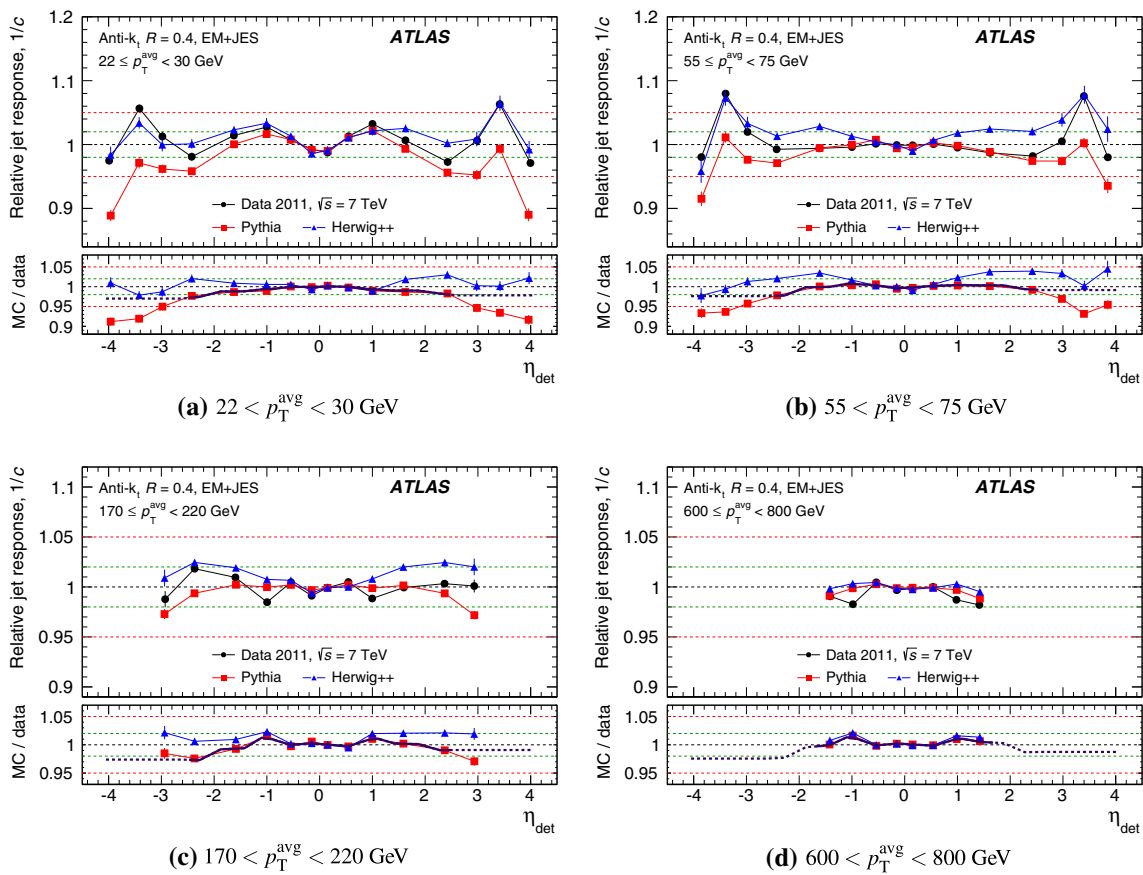 Relative jet response, 1/c
1.2
1.1
1
0.9
Anti-kₜ R = 0.4, EM+JES
22 ≤ p_T^avg < 30 GeV
ATLAS
Data 2011, √s = 7 TeV
Pythia
Herwig++
MC / data
1.05
1
0.95
0.9
-4 -3 -2 -1 0 1 2 3 4
η_det
(a) 22 < p_T^avg < 30 GeV
Relative jet response, 1/c
1.2
1.1
1
0.9
Anti-kₜ R = 0.4, EM+JES
55 ≤ p_T^avg < 75 GeV
ATLAS
Data 2011, √s = 7 TeV
Pythia
Herwig++
MC / data
1.05
1
0.95
0.9
-4 -3 -2 -1 0 1 2 3 4
η_det
(b) 55 < p_T^avg < 75 GeV
Relative jet response, 1/c
1.1
1.05
1
0.95
0.9
Anti-kₜ R = 0.4, EM+JES
170 ≤ p_T^avg < 220 GeV
ATLAS
Data 2011, √s = 7 TeV
Pythia
Herwig++
MC / data
1.05
1
0.95
-4 -3 -2 -1 0 1 2 3 4
η_det
(c) 170 < p_T^avg < 220 GeV
Relative jet response, 1/c
1.1
1.05
1
0.95
0.9
Anti-kₜ R = 0.4, EM+JES
600 ≤ p_T^avg < 800 GeV
ATLAS
Data 2011, √s = 7 TeV
Pythia
Herwig++
MC / data
1.05
1
0.95
-4 -3 -2 -1 0 1 2 3 4
η_det
(d) 600 < p_T^avg < 800 GeV